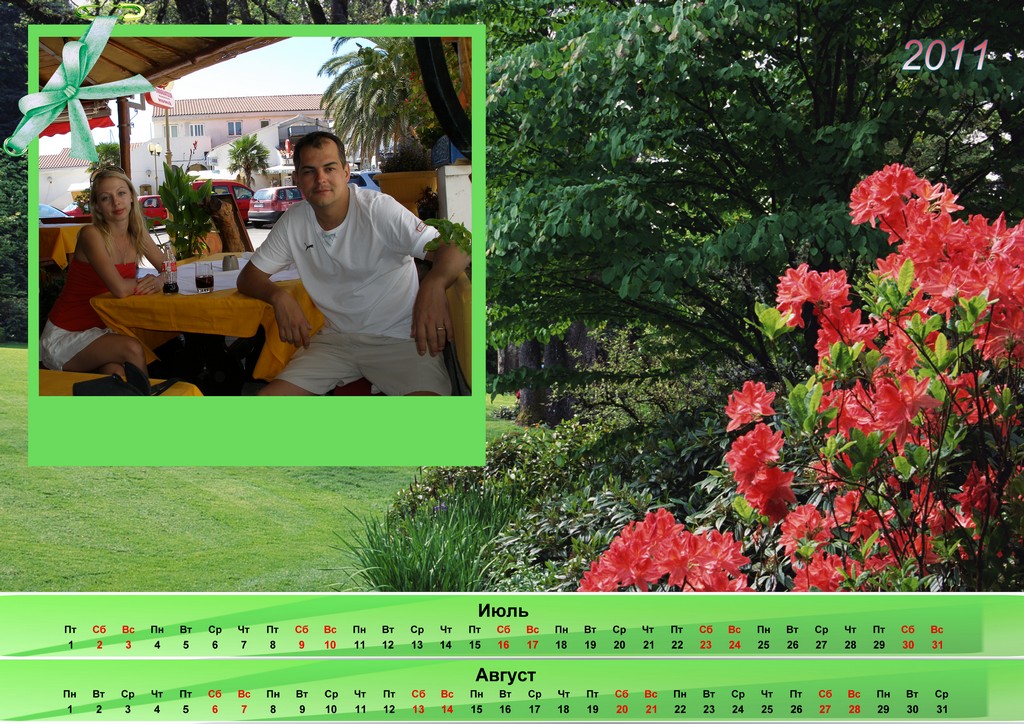 2011
Июль
Пт Сб Вс Пн Вт Ср Чт Пт Сб Вс Пн Вт Ср Чт Пт Сб Вс Пн Вт Ср Чт Пт Сб Вс Пн Вт Ср Чт Пт Сб Вс
1 2 3 4 5 6 7 8 9 10 11 12 13 14 15 16 17 18 19 20 21 22 23 24 25 26 27 28 29 30 31
Август
Пн Вт Ср Чт Пт Сб Вс Пн Вт Ср Чт Пт Сб Вс Пн Вт Ср Чт Пт Сб Вс Пн Вт Ср Чт Пт Сб Вс Пн Вт Ср
1 2 3 4 5 6 7 8 9 10 11 12 13 14 15 16 17 18 19 20 21 22 23 24 25 26 27 28 29 30 31